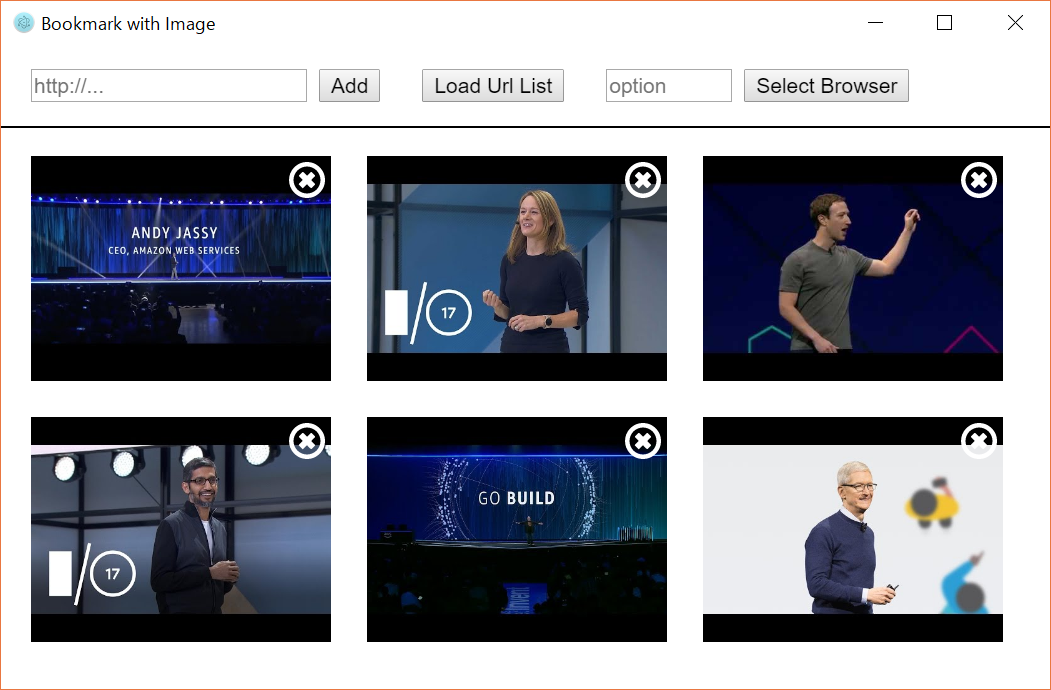 Bookmark with Image
http://... Add Load Url List option Select Browser
ANDY JASSY
CEO, AMAZON WEB SERVICES
17
17
GO BUILD